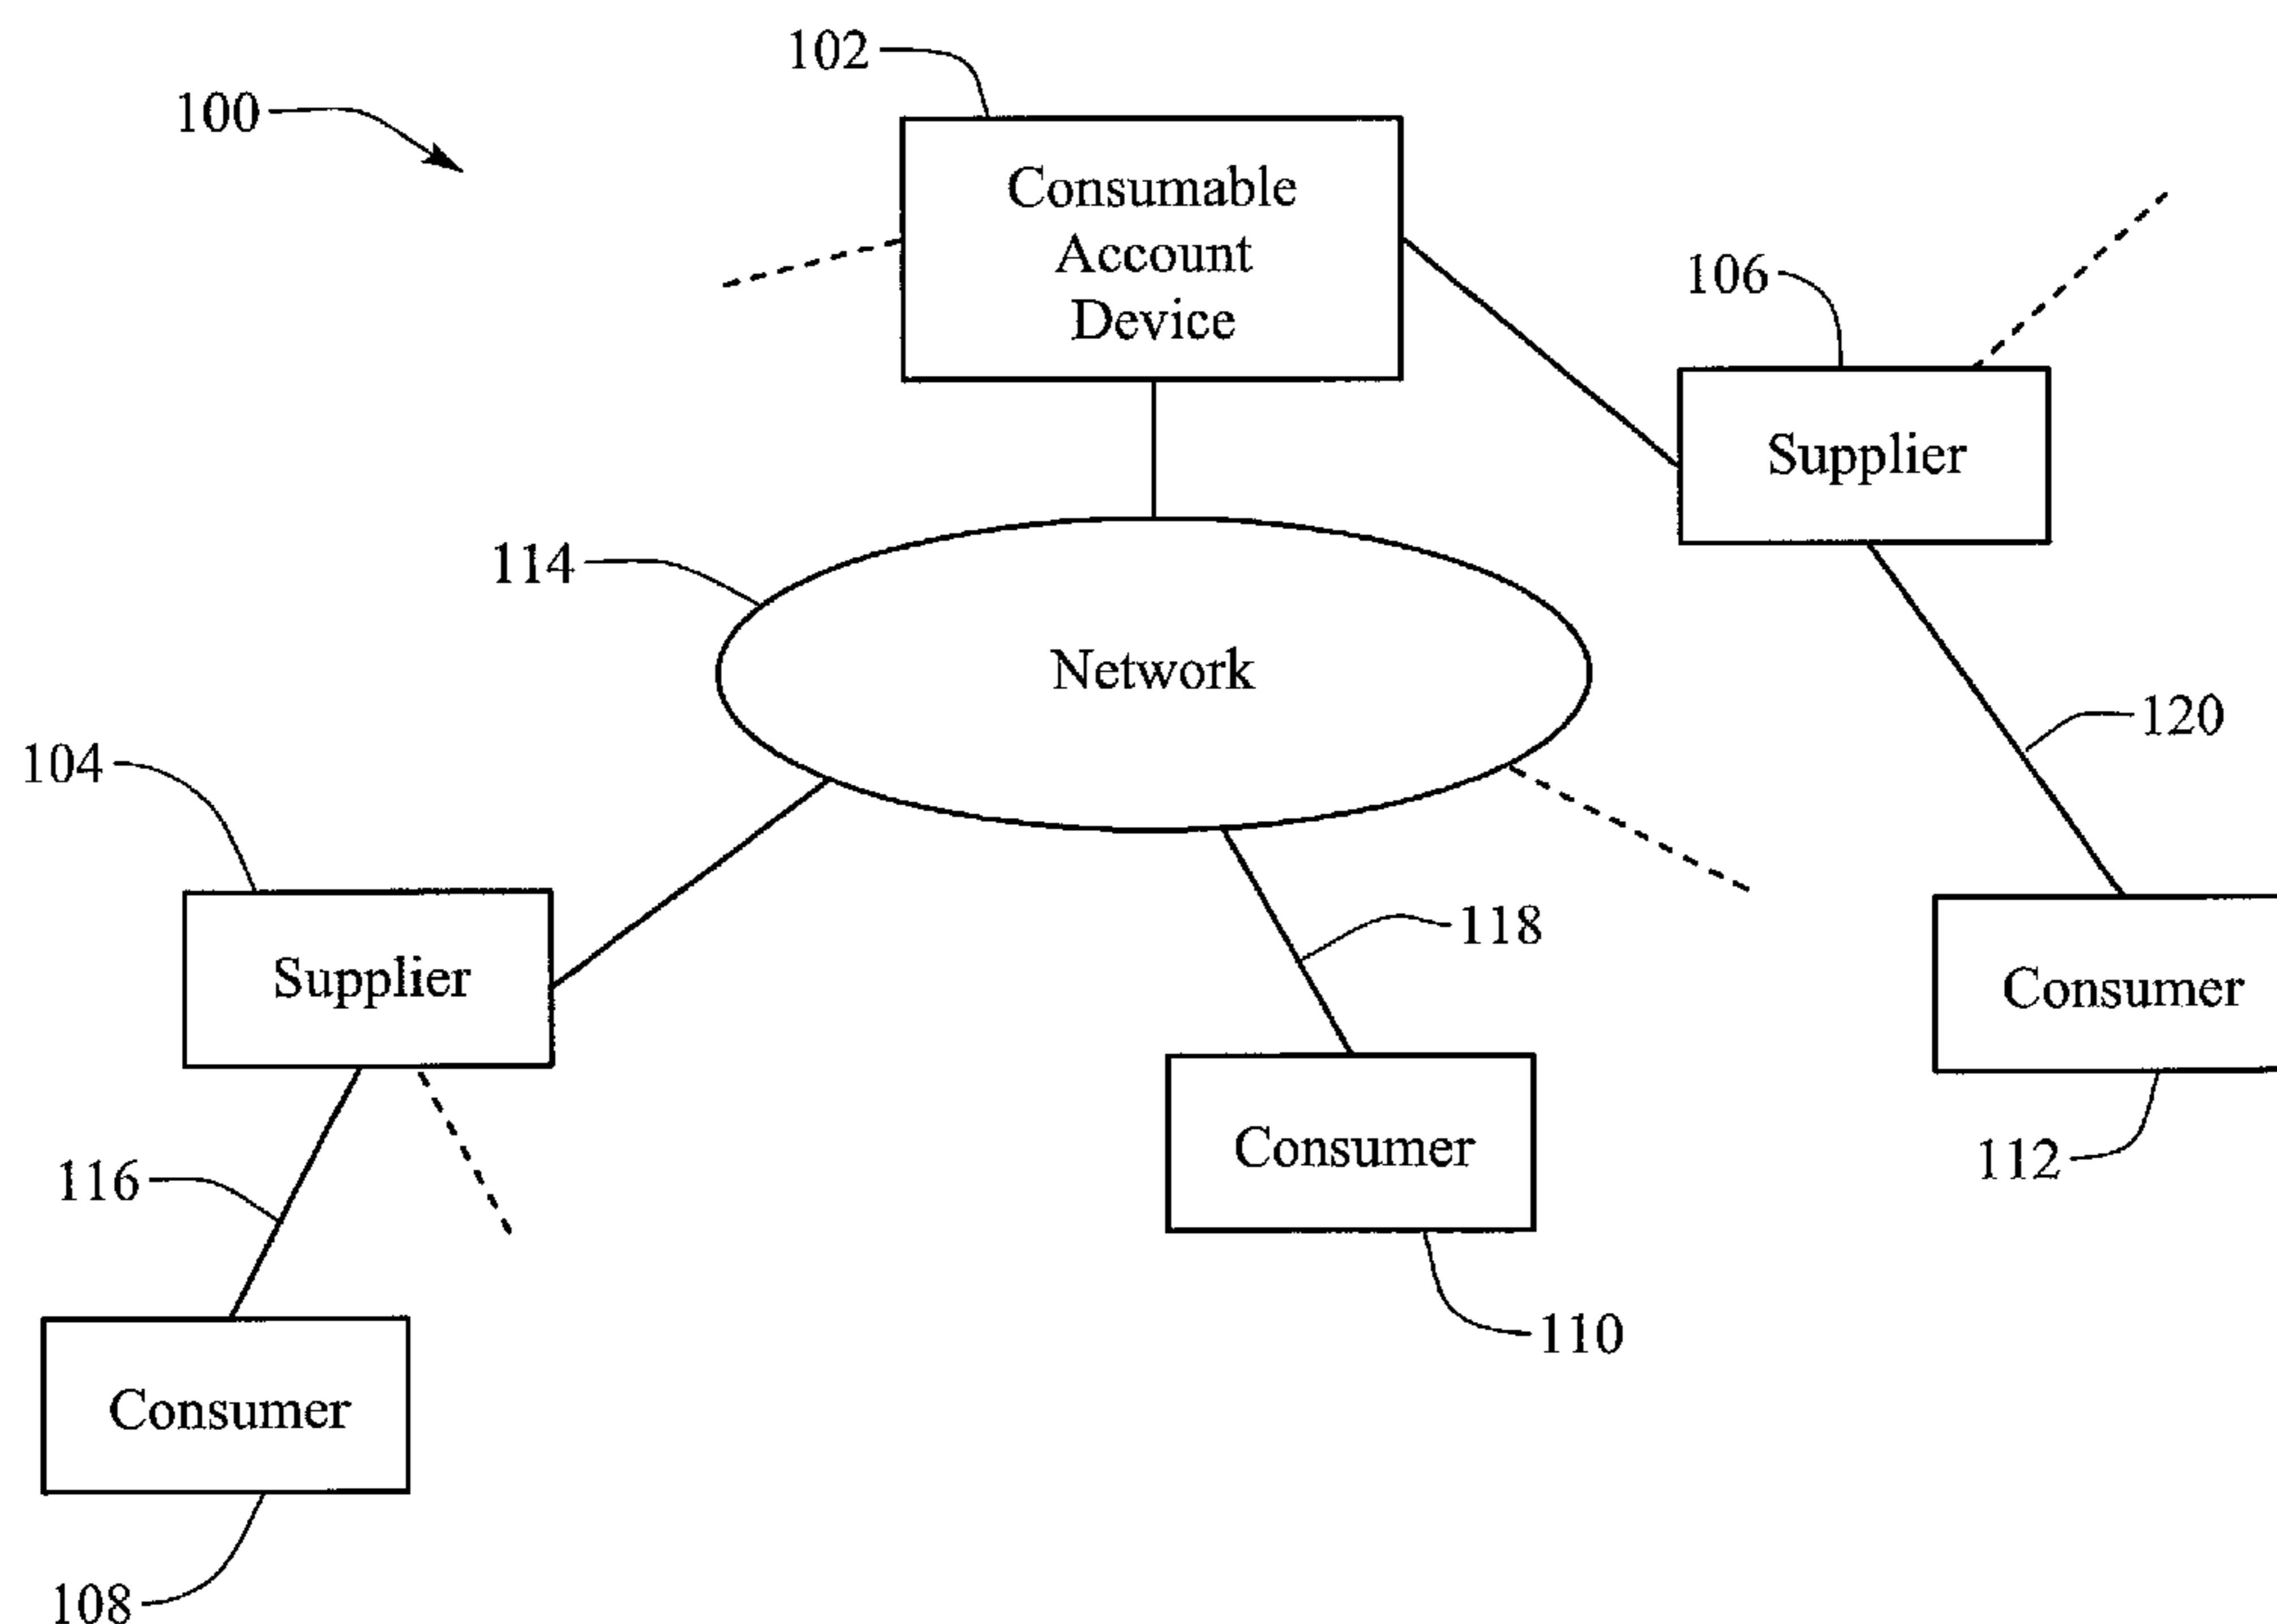 102
100
Consumable
Account
Device
106
Supplier
114
Network
120
104
118
Supplier
Consumer
116
Consumer
112
110
Consumer
108